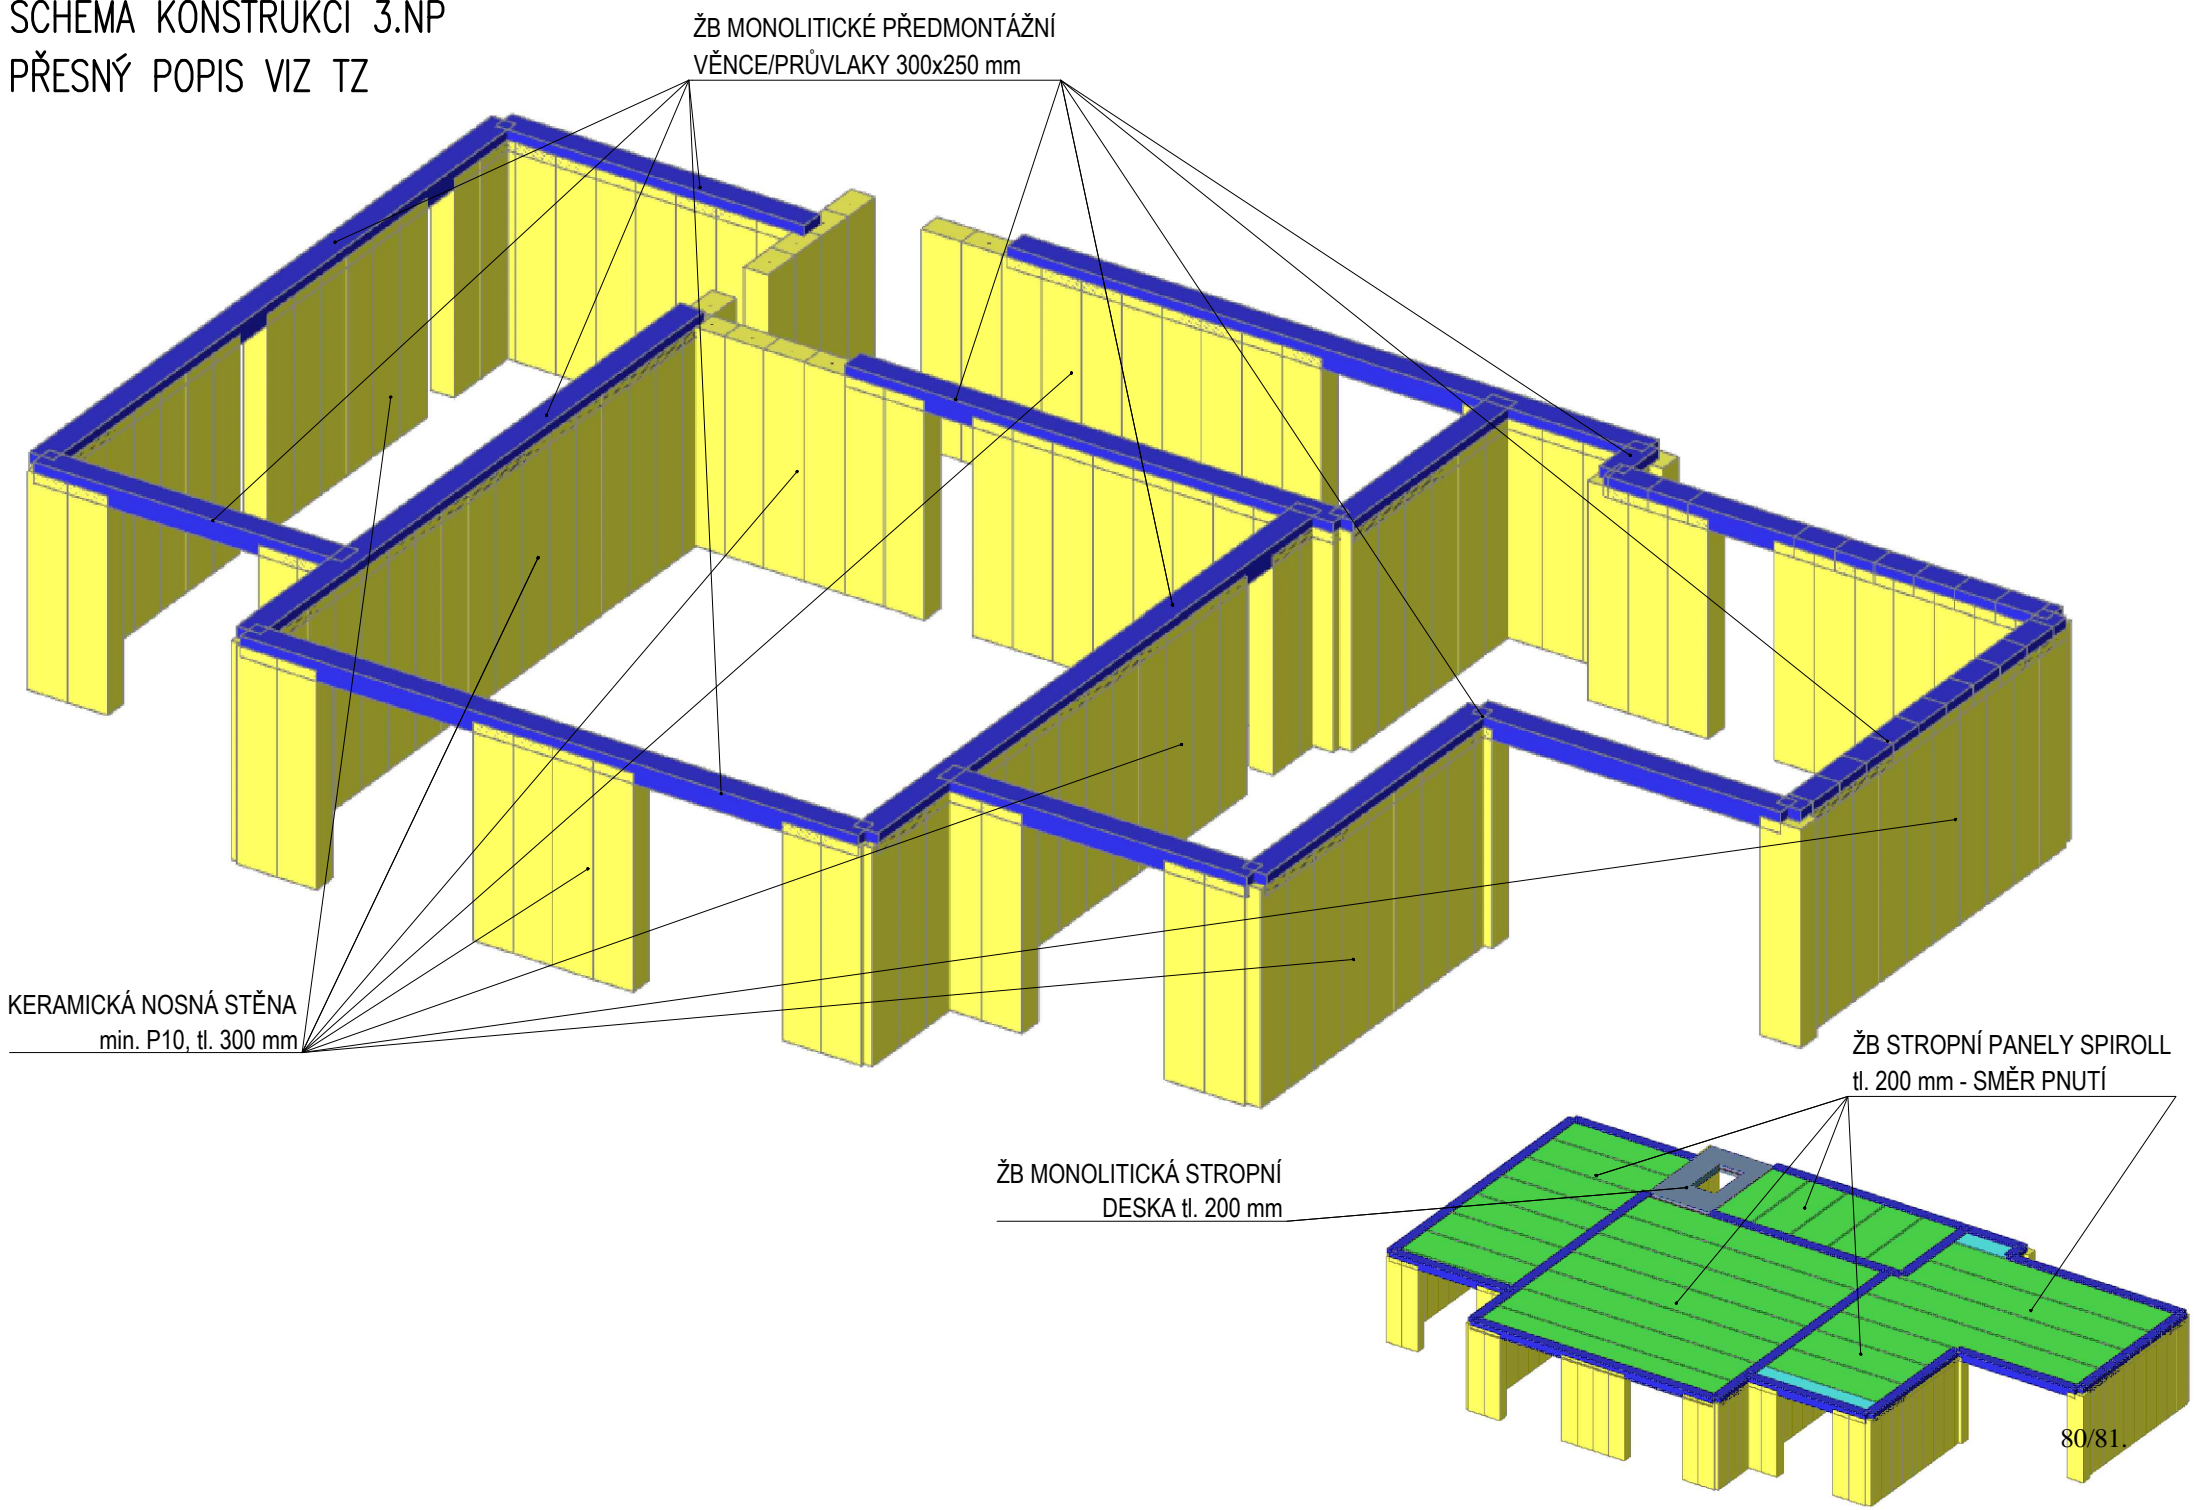 SCHÉMA KONSTRUKCÍ 3.NP
PŘESNÝ POPIS VIZ TZ
ŽB MONOLITICKÉ PŘEDMONTÁŽNÍ
VĚNCE/PRŮVLAKY 300x250 mm
KERAMICKÁ NOSNÁ STĚNA
min. P10, tl. 300 mm
ŽB STROPNÍ PANELY SPIROLL
tl. 200 mm - SMĚR PNUTÍ
ŽB MONOLITICKÁ STROPNÍ
DESKA tl. 200 mm
80/81.